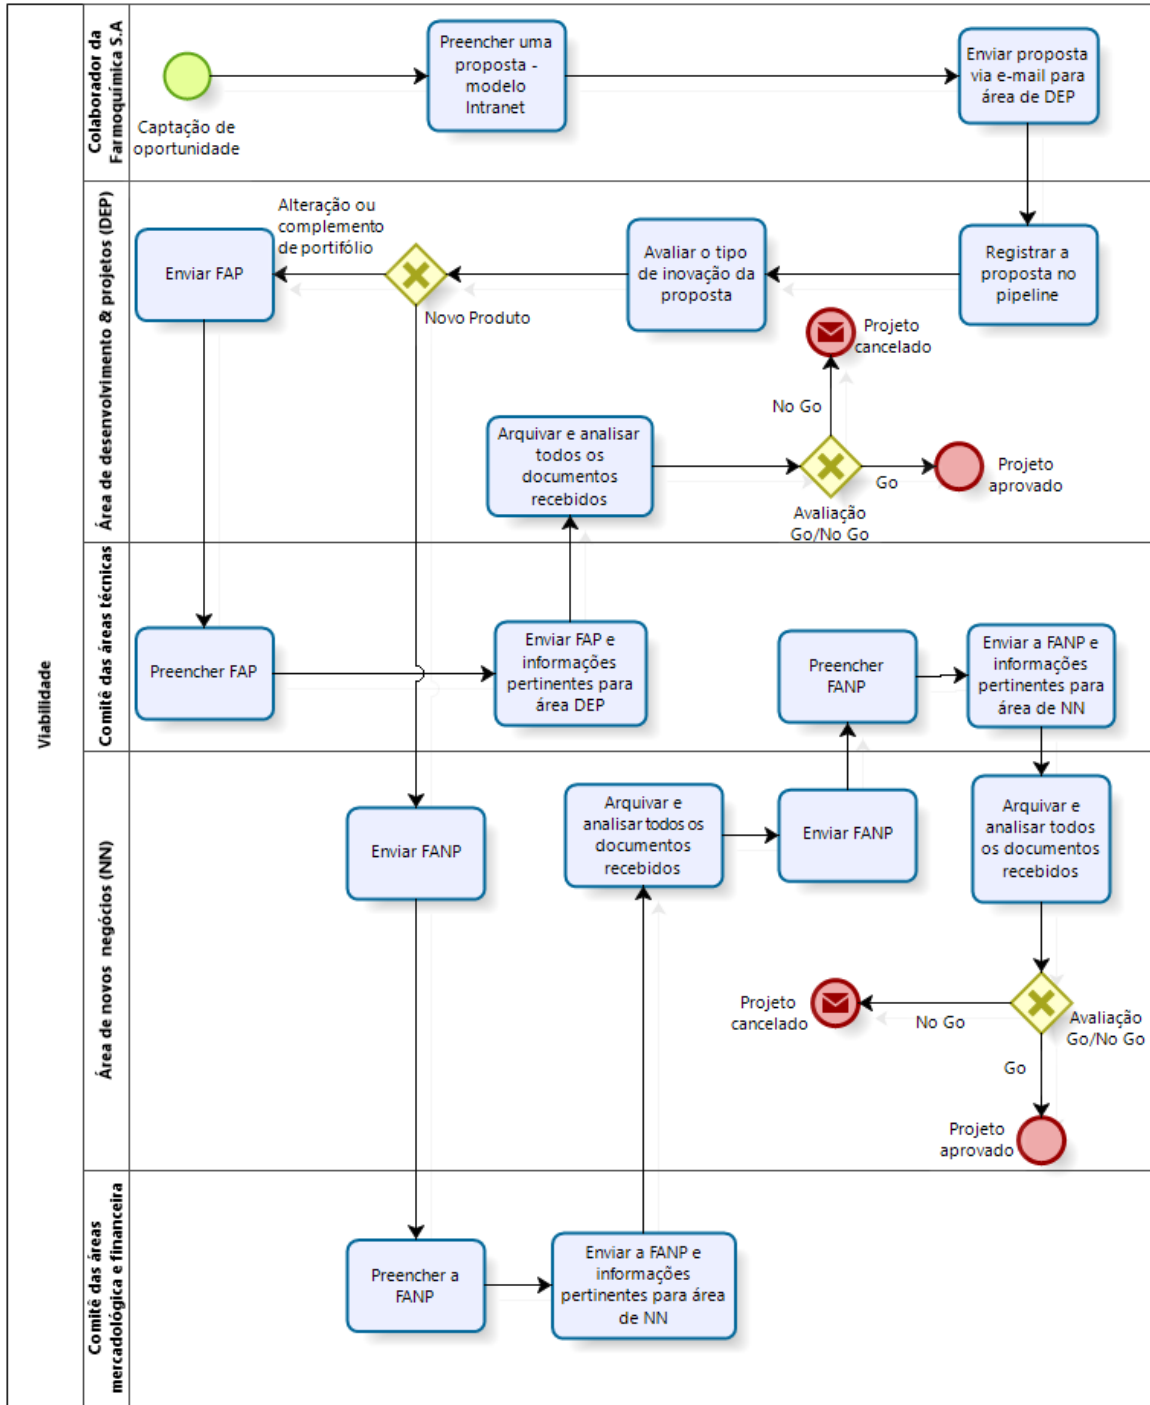 Viabilidade
Colaborador da
Farmoquímica S.A
Captação de
oportunidade
Preencher uma
proposta -
modelo
Intranet
Enviar proposta
via e-mail para
área de DEP
Área de desenvolvimento & projetos (DEP)
Enviar FAP
Alteração ou
complemento
de portifólio
Novo Produto
Avaliar o tipo
de inovação da
proposta
Registrar a
proposta no
pipeline
Projeto
cancelado
No Go
Arquivar e analisar
todos os
documentos
recebidos
Go
Avaliação
Go/No Go
Projeto
aprovado
Comitê das áreas técnicas
Preencher FAP
Enviar FAP e
informações
pertinentes para
área DEP
Preencher
FANP
Enviar a FANP e
informações
pertinentes para
área de NN
Área de novos negócios (NN)
Enviar FANP
Arquivar e
analisar todos os
documentos
recebidos
Enviar FANP
Arquivar e
analisar todos
os documentos
recebidos
Projeto
cancelado
No Go
Avaliação
Go/No Go
Go
Projeto
aprovado
Comitê das áreas
mercadológica e financeira
Preencher a
FANP
Enviar a FANP e
informações
pertinentes para área
de NN